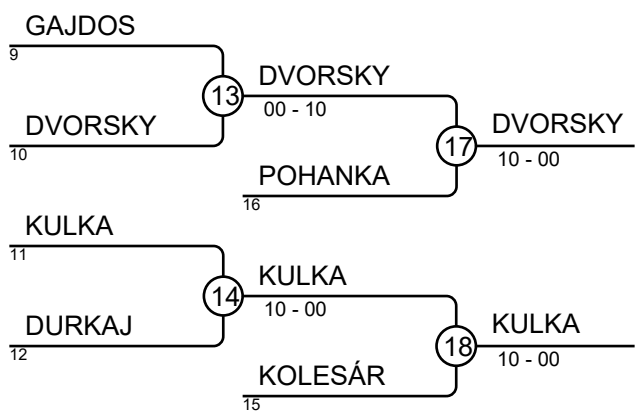 GAJDOS
9
13
DVORSKY
00 - 10
DVORSKY
10
17
DVORSKY
10 - 00
POHANKA
16
KULKA
11
14
KULKA
10 - 00
DURKAJ
12
18
KULKA
10 - 00
KOLESÁR
15